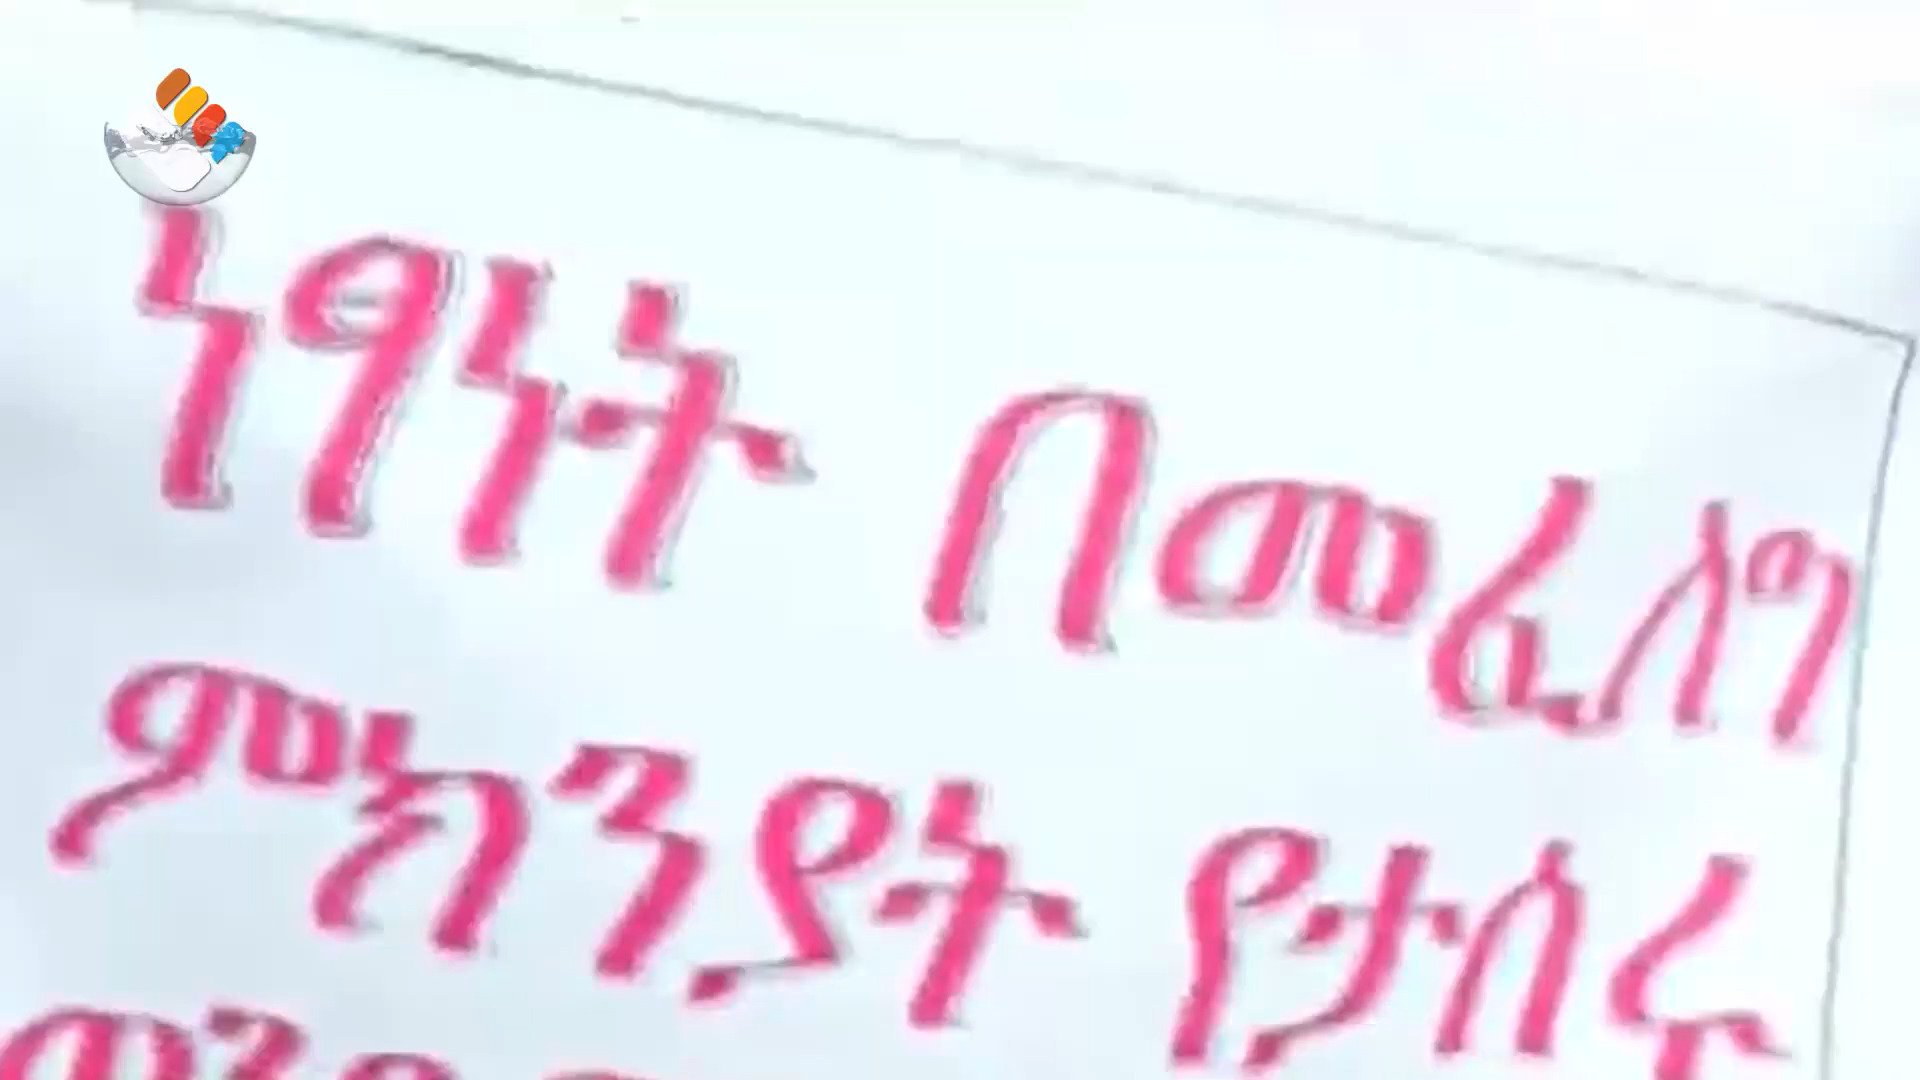 ነፃነት በመፈለግ
ምክንያት የታሰሩ